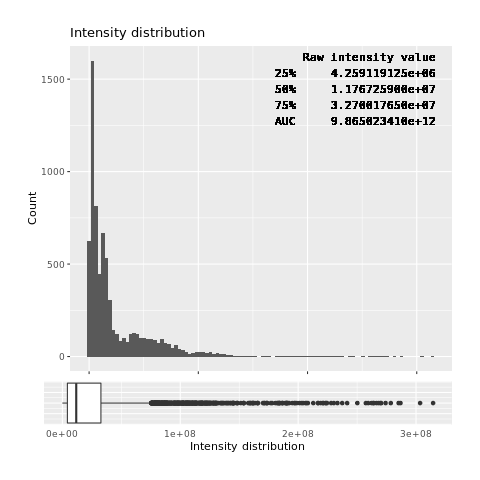 Intensity distribution
Raw intensity value
25% 4.259119125e+06
50% 1.176725900e+07
75% 3.270017650e+07
AUC 9.865023410e+12
1500
1000
500
0
Count
0e+00 1e+08 2e+08 3e+08
Intensity distribution